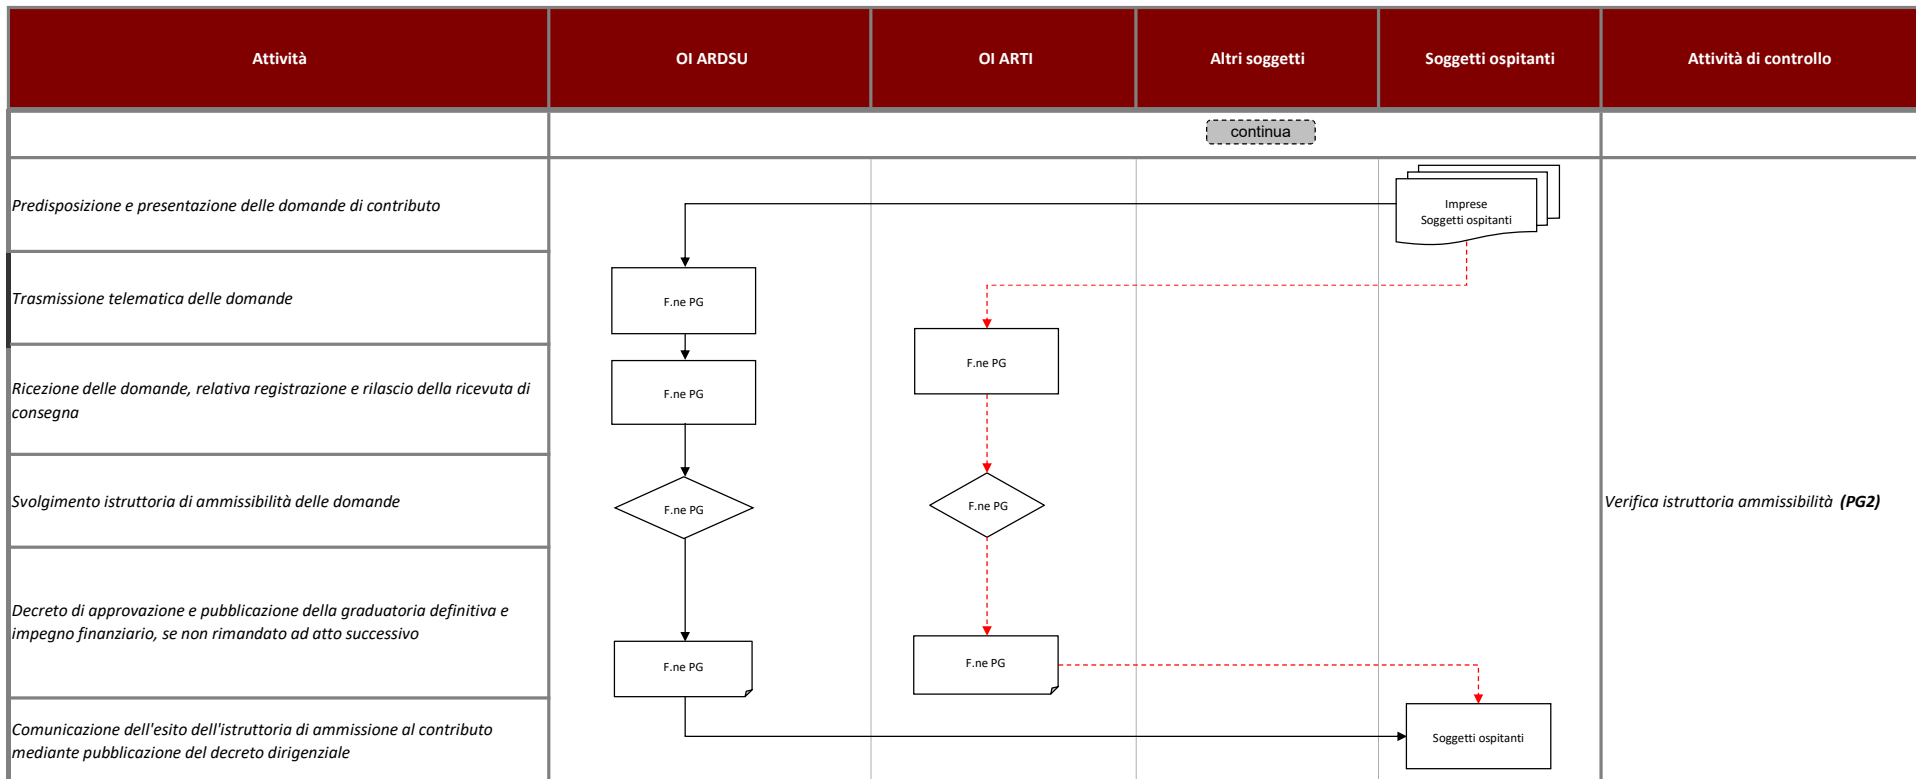 Attività
OI ARDSU
OI ARTI
Altri soggetti
Soggetti ospitanti
Attività di controllo
continua
Predisposizione e presentazione delle domande di contributo
Imprese
Soggetti ospitanti
Trasmissione telematica delle domande
F.ne PG
F.ne PG
Ricezione delle domande, relativa registrazione e rilascio della ricevuta di
consegna
F.ne PG
Svolgimento istruttoria di ammissibilità delle domande
F.ne PG
F.ne PG
Verifica istruttoria ammissibilità (PG2)
Decreto di approvazione e pubblicazione della graduatoria definitiva e
impegno finanziario, se non rimandato ad atto successivo
F.ne PG
F.ne PG
Comunicazione dell'esito dell'istruttoria di ammissione al contributo
mediante pubblicazione del decreto dirigenziale
Soggetti ospitanti